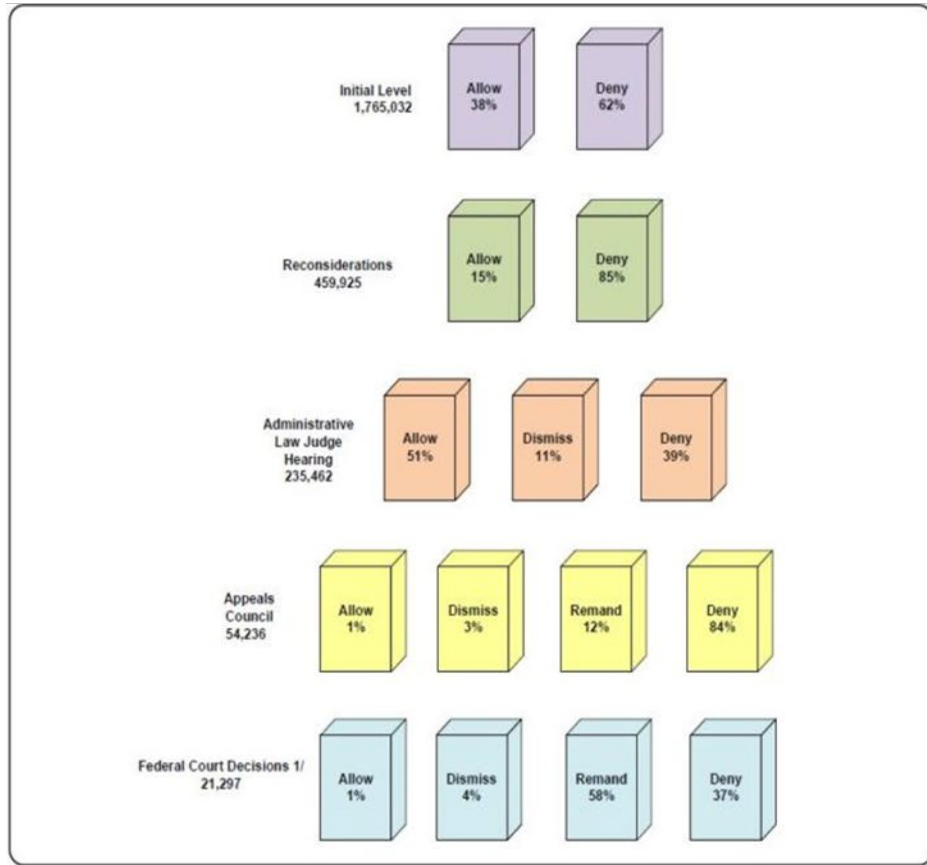 Initial Level
1,765,032
Allow
38%
Deny
62%
Reconsiderations
459,925
Allow
15%
Deny
85%
Administrative
Law Judge
Hearing
235,462
Allow
51%
Dismiss
11%
Deny
39%
Appeals
Council
54,236
Allow
1%
Dismiss
3%
Remand
12%
Deny
84%
Federal Court Decisions 1/
21,297
Allow
1%
Dismiss
4%
Remand
58%
Deny
37%